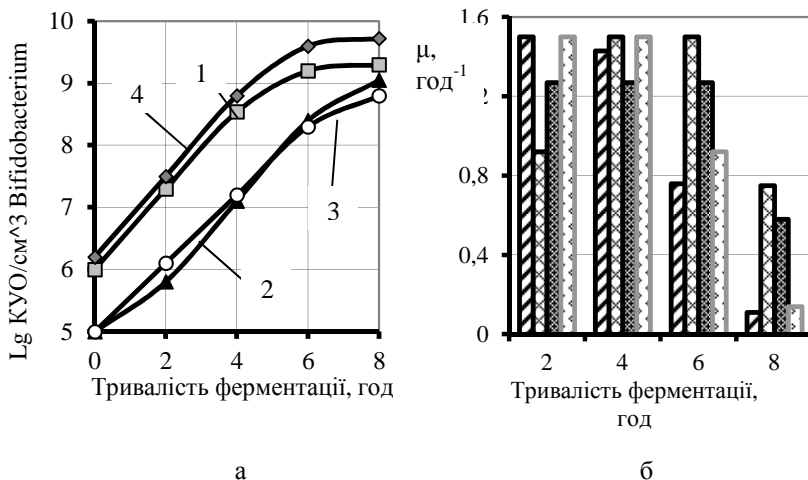 Lg КУО/см^3 Bifidobacterium
10
9
8
7
6
5
0 2 4 6 8
4
1
3
2
Тривалість ферментації, год
а
μ,
год-1
1.6
0,8
0,4
0
2 4 6 8
Тривалість ферментації,
год
б